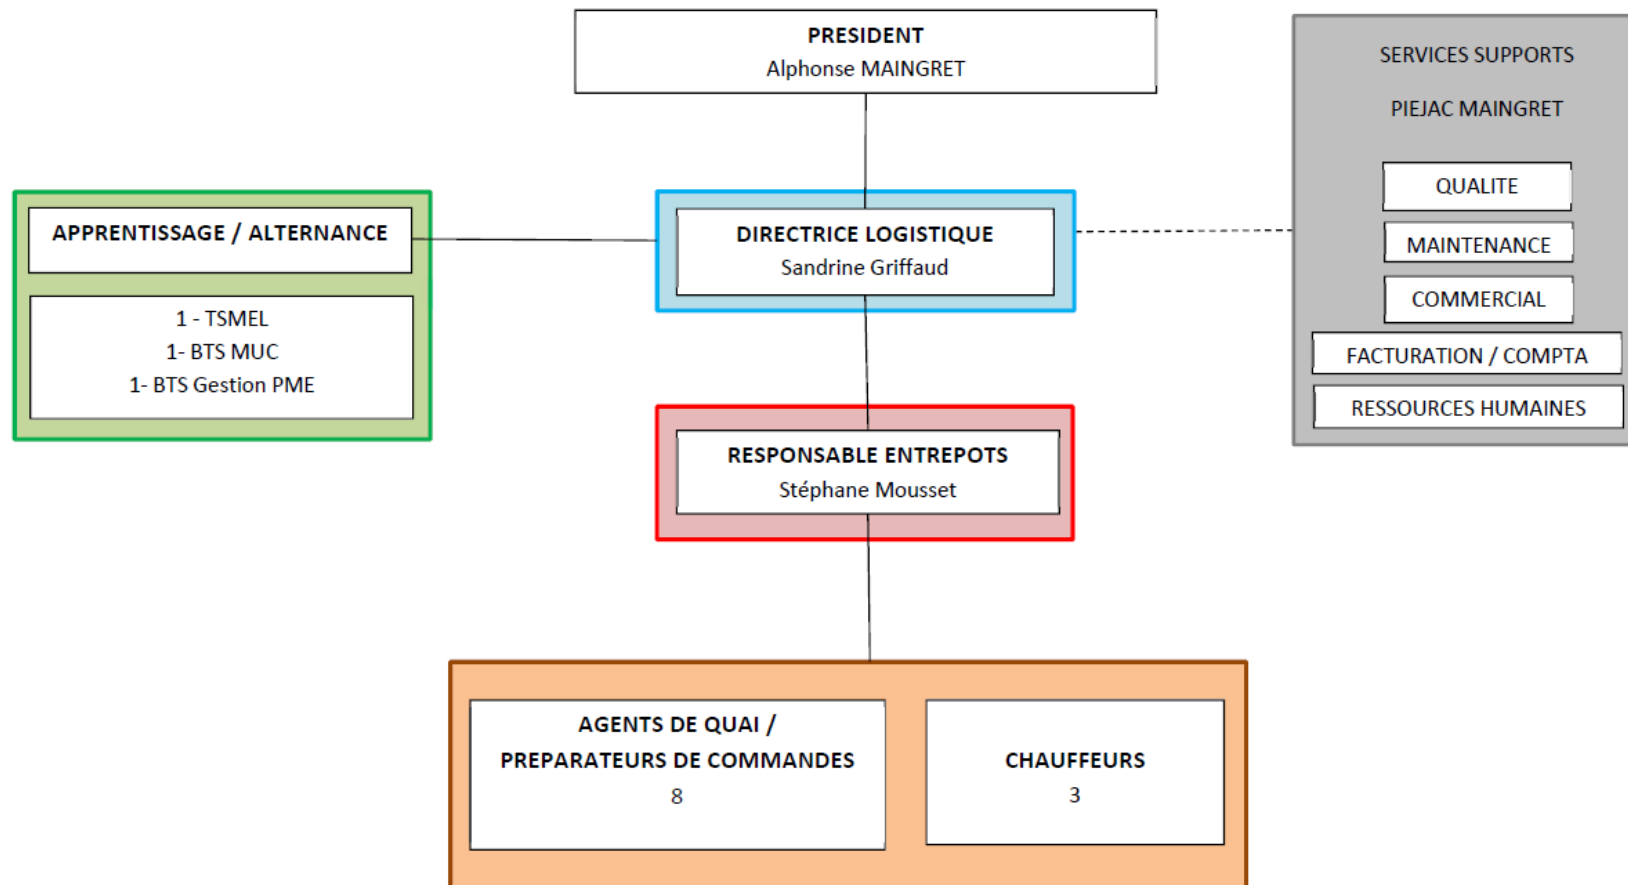 PRESIDENT
Alphonse MAINGRET
SERVICES SUPPORTS
PIEJAC MAINGRET
QUALITE
MAINTENANCE
COMMERCIAL
FACTURATION / COMPTA
RESSOURCES HUMAINES
APPRENTISSAGE / ALTERNANCE
1 - TSMEL
1- BTS MUC
1- BTS Gestion PME
DIRECTRICE LOGISTIQUE
Sandrine Griffaud
RESPONSABLE ENTREPOTS
Stéphane Mousset
AGENTS DE QUAI /
PREPARATEURS DE COMMANDES
8
CHAUFFEURS
3